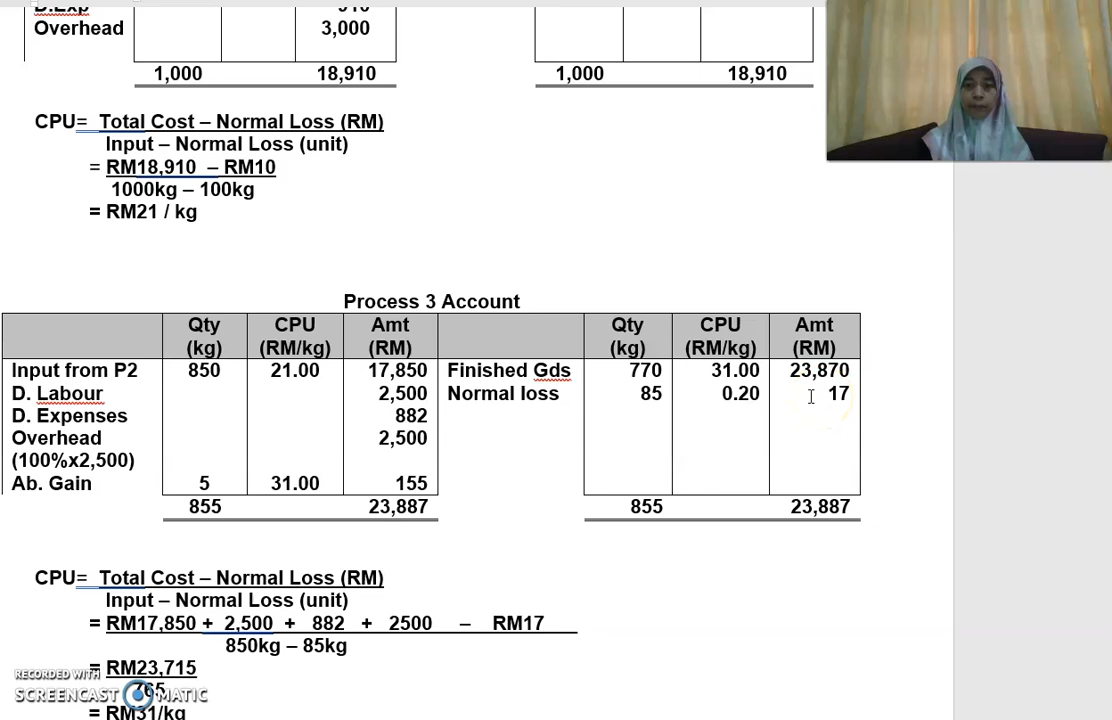 D.Exp 910
Overhead 3,000
1,000 18,910 1,000 18,910
CPU= Total Cost – Normal Loss (RM)
Input – Normal Loss (unit)
= RM18,910 – RM10
1000kg – 100kg
= RM21 / kg
Process 3 Account
Qty (kg) CPU (RM/kg) Amt (RM) Qty (kg) CPU (RM/kg) Amt (RM)
Input from P2 850 21.00 17,850 Finished Gds 770 31.00 23,870
D. Labour 2,500 Normal loss 85 0.20 17
D. Expenses 882
Overhead 2,500
(100%x2,500)
Ab. Gain 5 31.00 155
855 23,887 855 23,887
CPU= Total Cost – Normal Loss (RM)
Input – Normal Loss (unit)
= RM17,850 + 2,500 + 882 + 2500 – RM17
850kg – 85kg
= RM23,715
765
= RM31/kg
RECORDED WITH
SCREENCAST MATIC